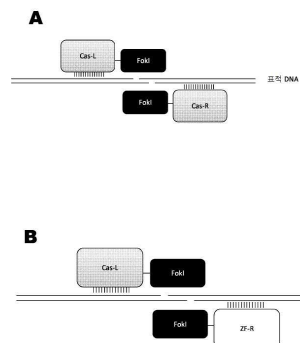 A
Cas-L
FokI
표적 DNA
FokI
Cas-R
B
Cas-L
FokI
FokI
ZF-R